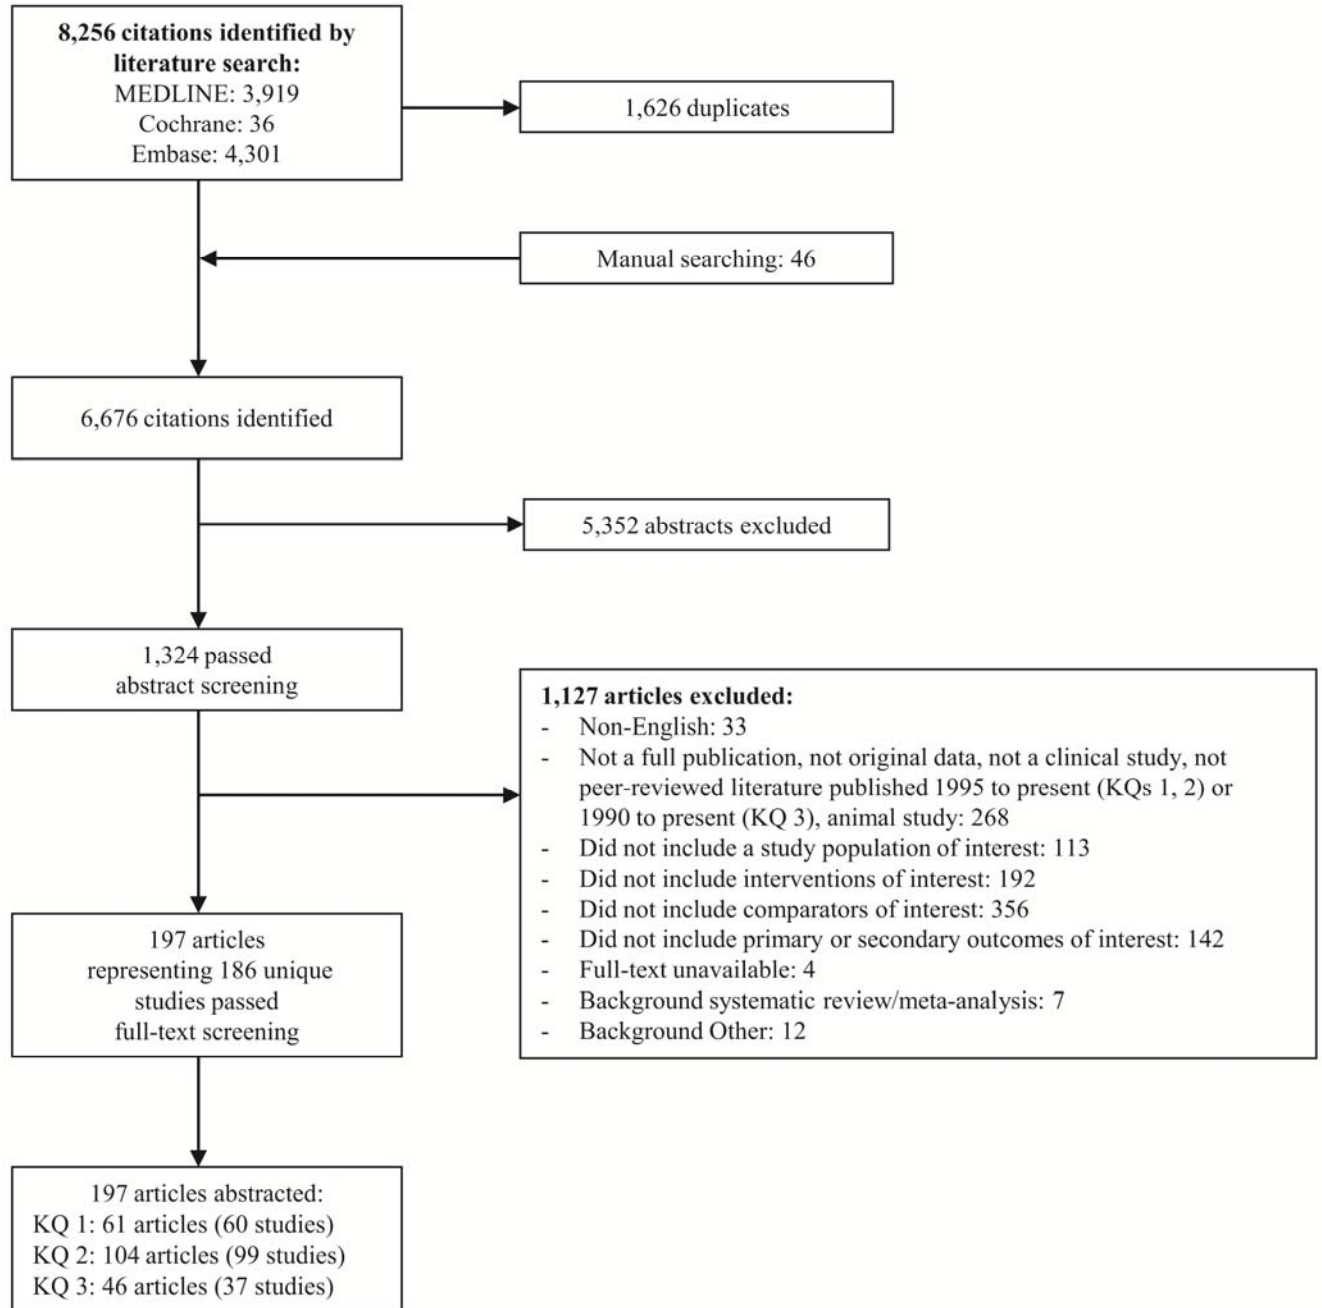 8,256 citations identified by
literature search:
MEDLINE: 3,919
Cochrane: 36
Embase: 4,301
1,626 duplicates
Manual searching: 46
6,676 citations identified
5,352 abstracts excluded
1,324 passed
abstract screening
1,127 articles excluded:
- Non-English: 33
- Not a full publication, not original data, not a clinical study, not
peer-reviewed literature published 1995 to present (KQs 1, 2) or
1990 to present (KQ 3), animal study: 268
- Did not include a study population of interest: 113
- Did not include interventions of interest: 192
- Did not include comparators of interest: 356
- Did not include primary or secondary outcomes of interest: 142
- Full-text unavailable: 4
- Background systematic review/meta-analysis: 7
- Background Other: 12
197 articles
representing 186 unique
studies passed
full-text screening
197 articles abstracted:
KQ 1: 61 articles (60 studies)
KQ 2: 104 articles (99 studies)
KQ 3: 46 articles (37 studies)